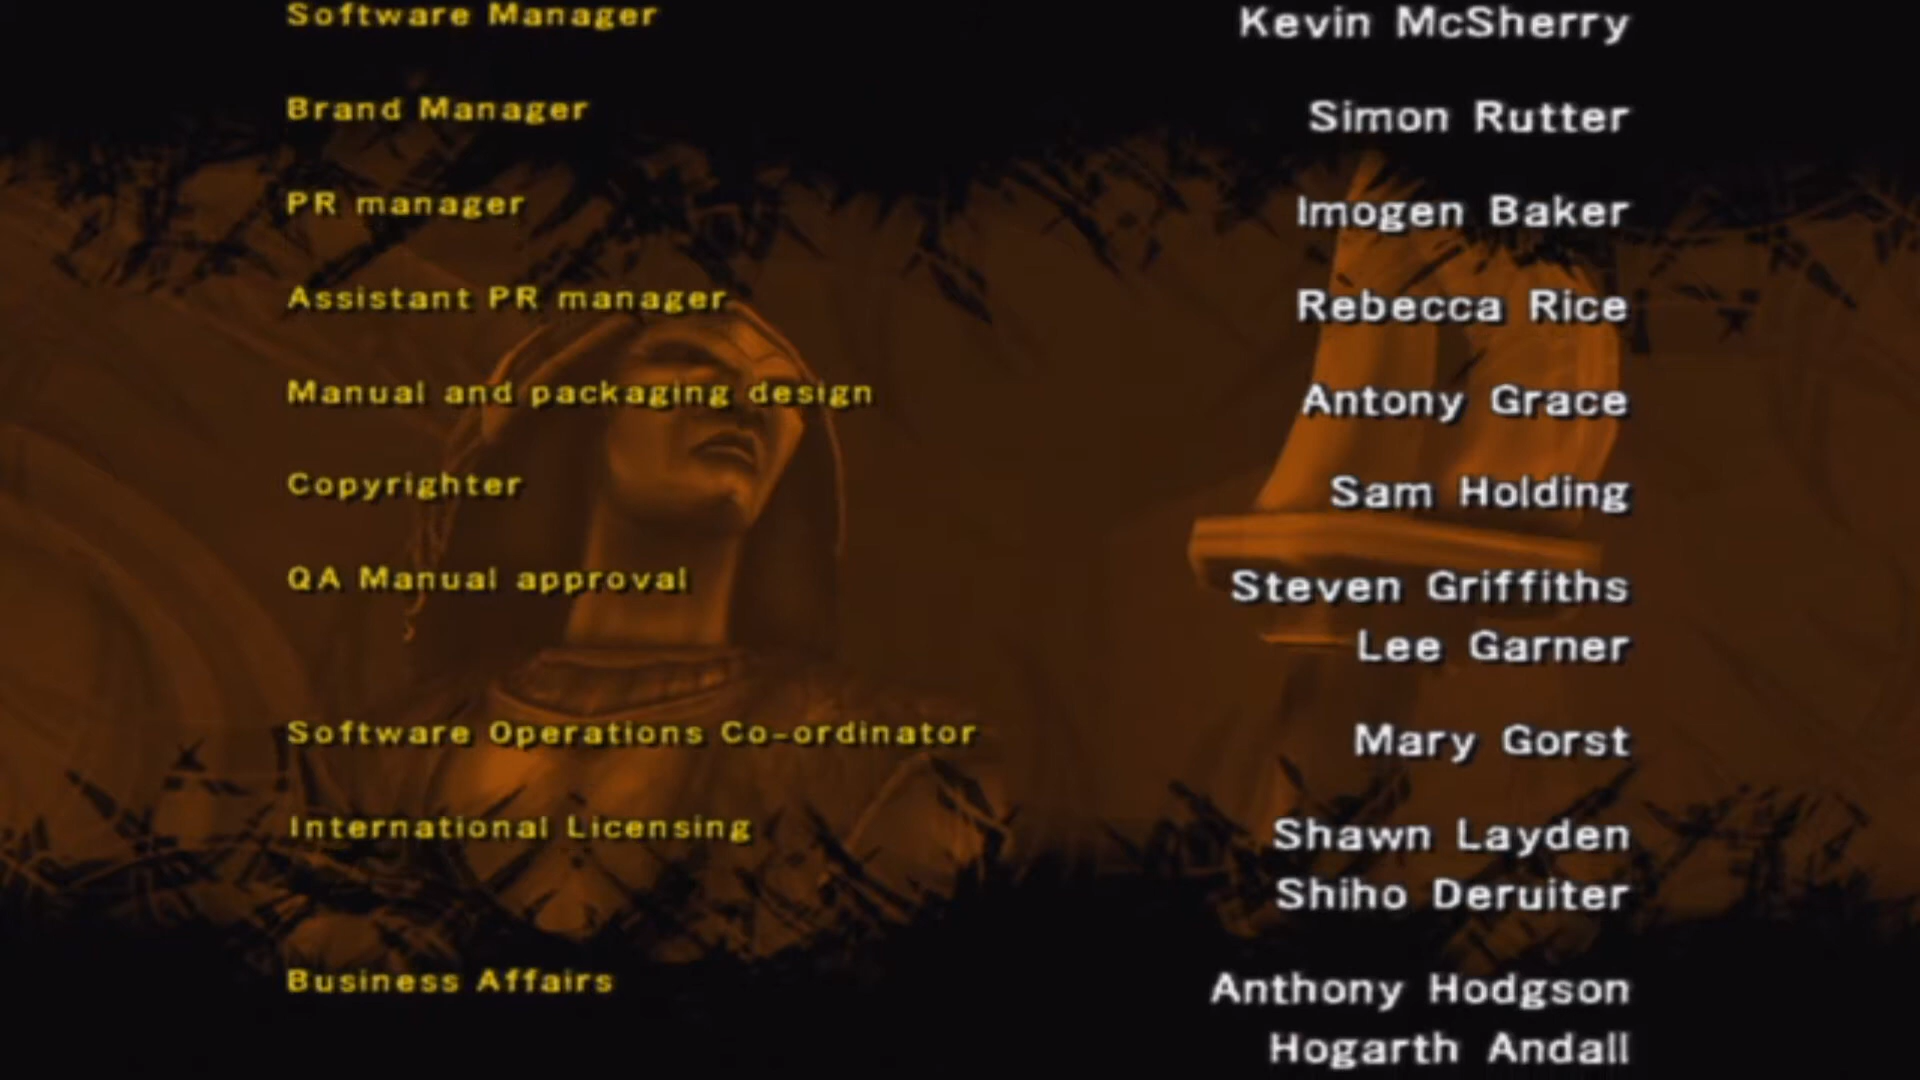 Software Manager Kevin McSherry
Brand Manager Simon Rutter
PR manager Imogen Baker
Assistant PR manager Rebecca Rice
Manual and packaging design Antony Grace
Copyrighter Sam Holding
QA Manual approval Steven Griffiths
Lee Garner
Software Operations Co-ordinator Mary Gorst
International Licensing Shawn Layden
Shiho Deruiter
Business Affairs Anthony Hodgson
Hogarth Andall